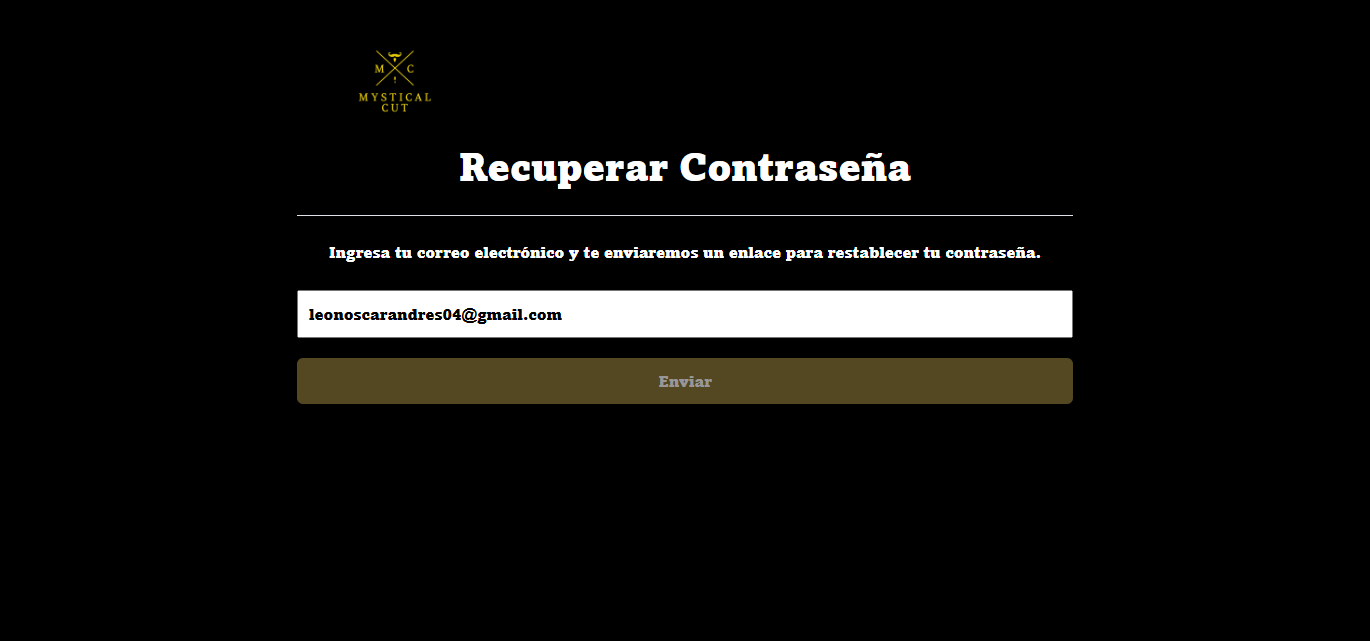 M C
MYSTICAL
CUT
Recuperar Contraseña
Ingresa tu correo electrónico y te enviaremos un enlace para restablecer tu contraseña.
leonoscarandres04@gmail.com
Enviar